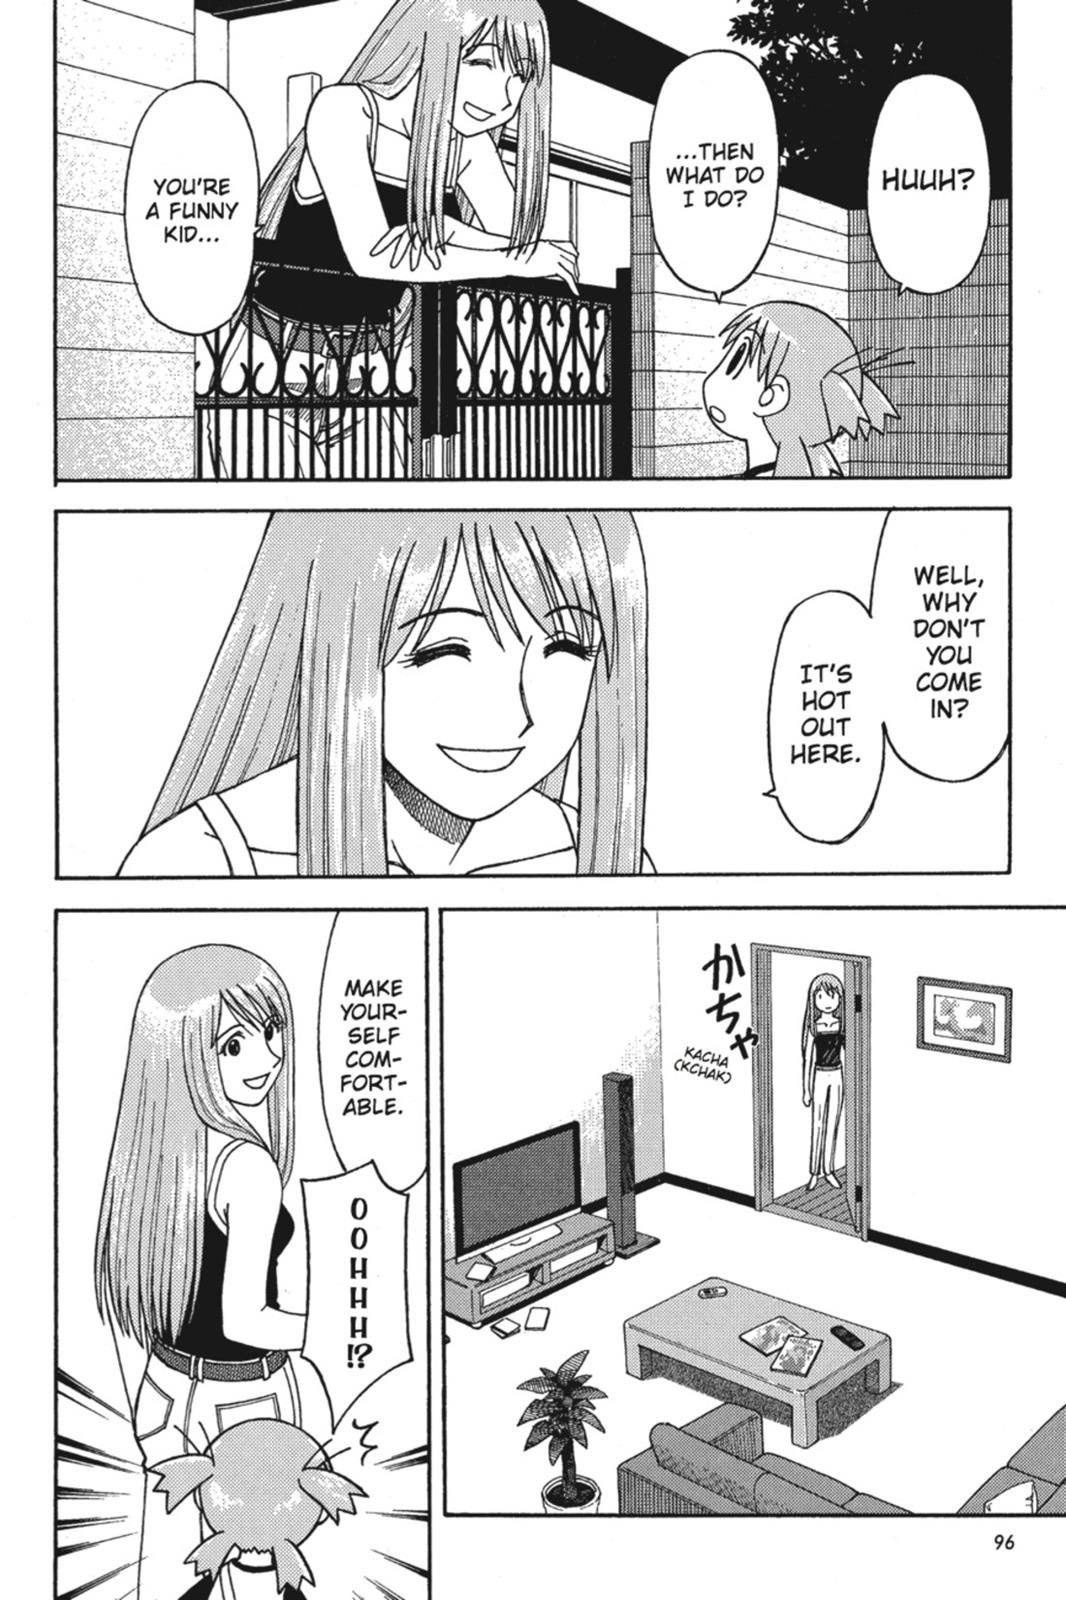 HUUH?
...THEN
WHAT DO
I DO?
YOU'RE
A FUNNY
KID...
WELL,
WHY
DON'T
YOU
COME
IN?
IT'S
HOT
OUT
HERE.
かちゃ
KACHA
(KCHAK)
MAKE
YOUR-
SELF
COM-
FORT-
ABLE.
OOHHHH!?
96